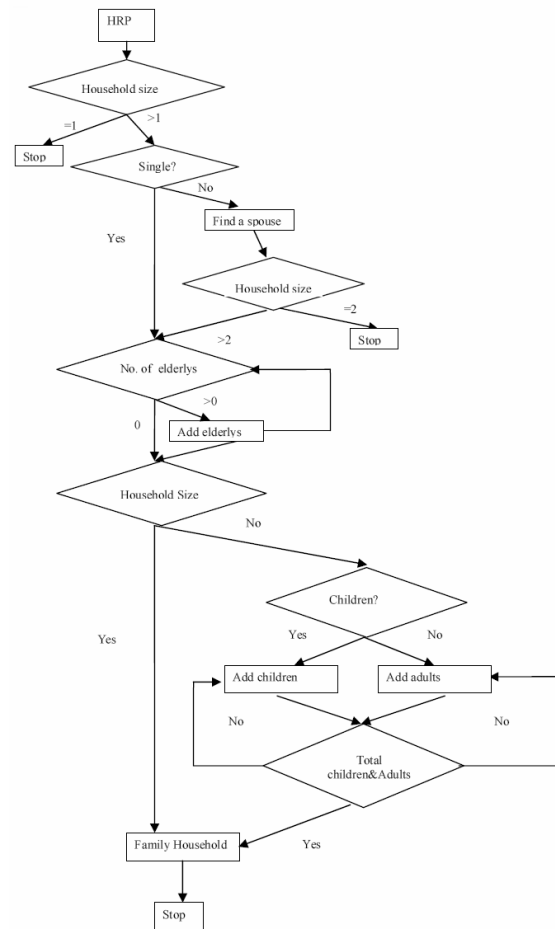 HRP
Household size
=1
>1
Stop
Single?
No
Find a spouse
Yes
Household size
=2
>2
Stop
No. of elderlys
>0
0
Add elderlys
Household Size
No
Children?
Yes
Yes
No
Add children
Add adults
No
No
Total
children&Adults
Family Household
Yes
Stop